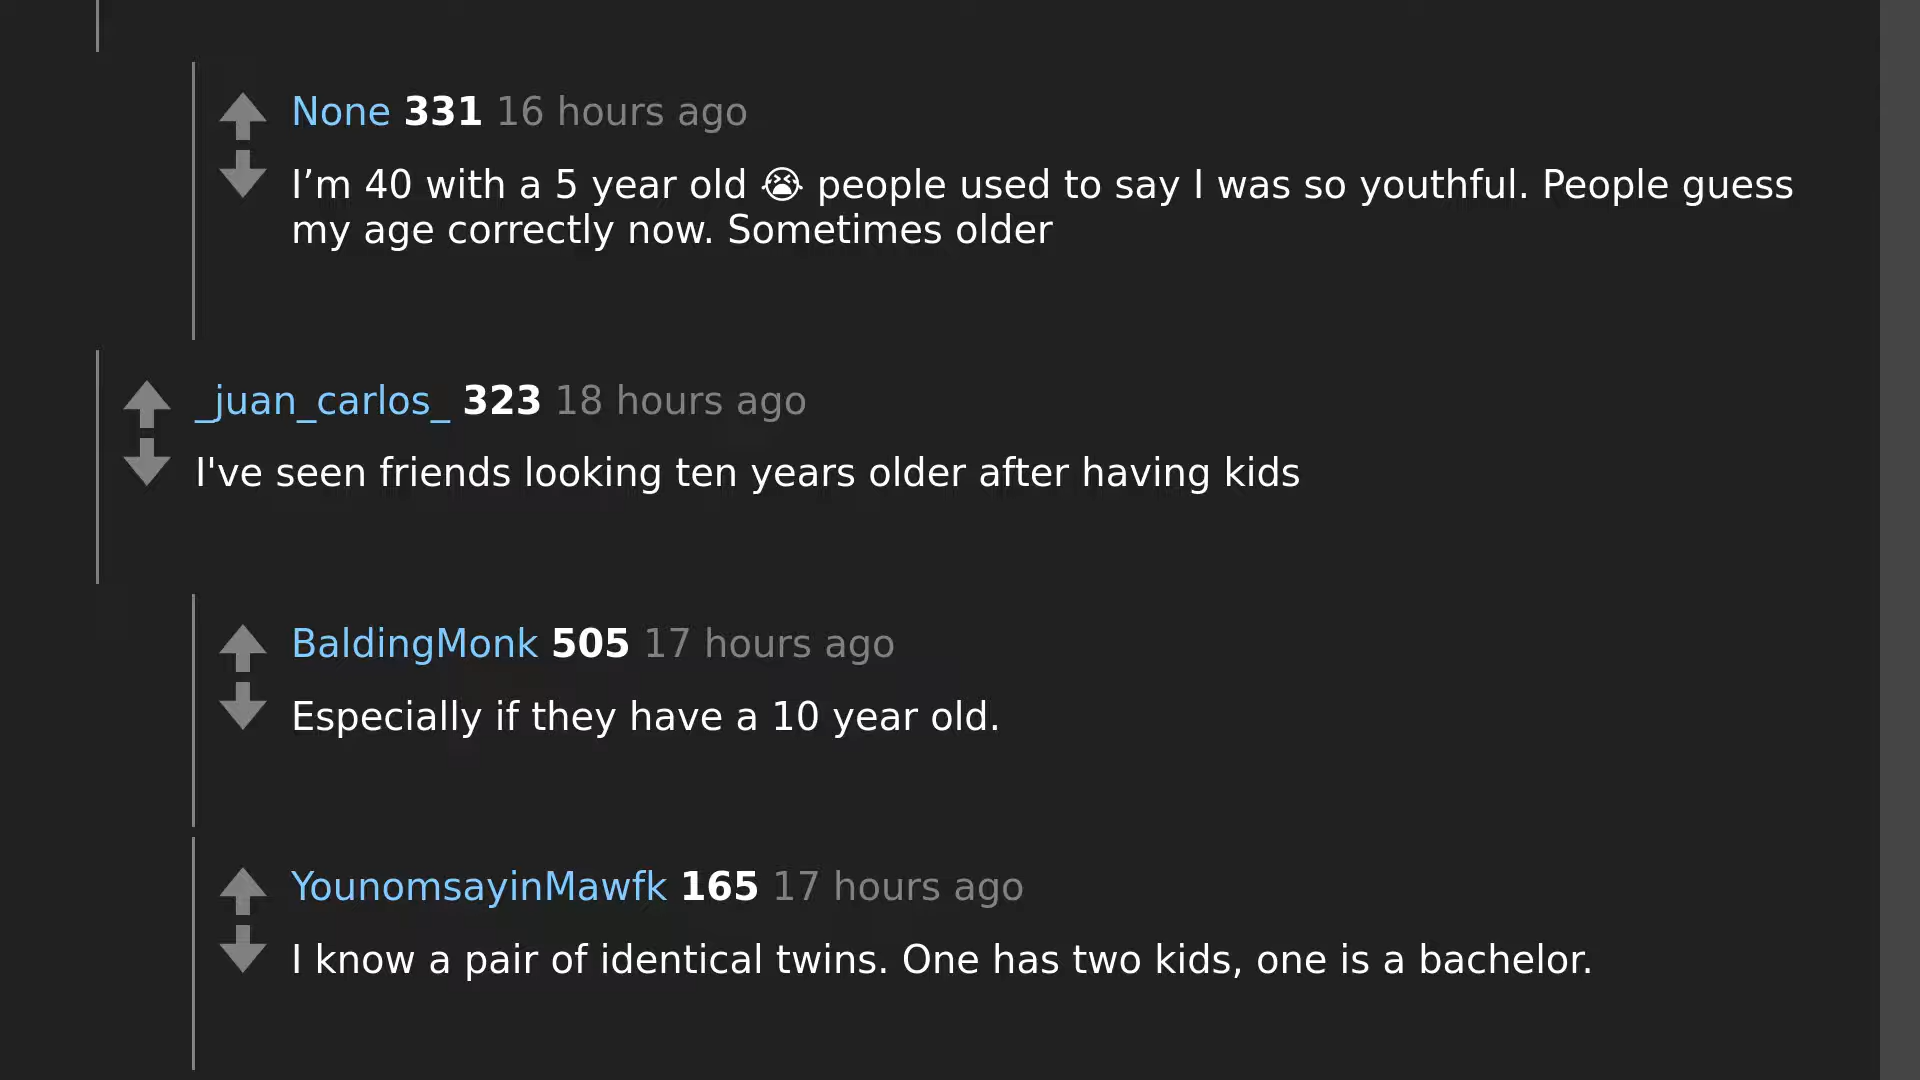 None 331 16 hours ago
I’m 40 with a 5 year old 😭 people used to say I was so youthful. People guess
my age correctly now. Sometimes older
_juan_carlos_ 323 18 hours ago
I've seen friends looking ten years older after having kids
BaldingMonk 505 17 hours ago
Especially if they have a 10 year old.
YounomsayinMawfk 165 17 hours ago
I know a pair of identical twins. One has two kids, one is a bachelor.